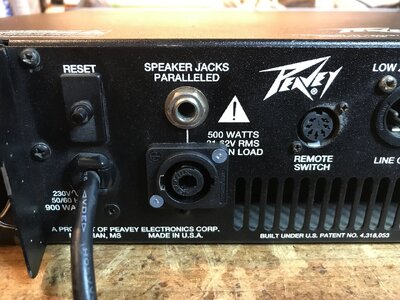 RESET
SPEAKER JACKS
PARALLELED
PEAVEY
®
LOW
500 WATTS
RMS
LOAD
REMOTE
SWITCH
LINE
230V
50/60
900 WA
A PRODUCT OF PEAVEY ELECTRONICS CORP.
MS MADE IN U.S.A.
BUILT UNDER U.S. PATENT NO. 4,318,053